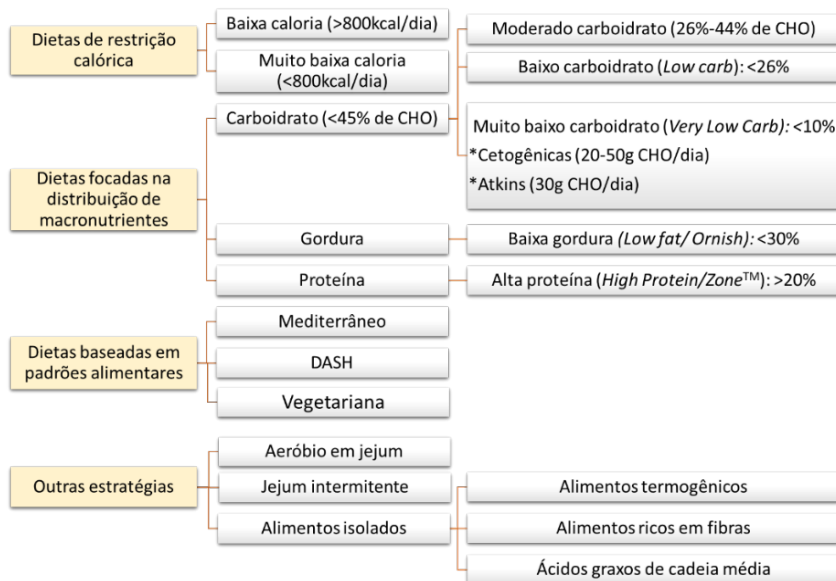 Dietas de restrição
calórica
Baixa caloria (>800kcal/dia)
Muito baixa caloria
(<800kcal/dia)
Dietas focadas na
distribuição de
macronutrientes
Carboidrato (<45% de CHO)
Moderado carboidrato (26%-44% de CHO)
Baixo carboidrato (Low carb): <26%
Muito baixo carboidrato (Very Low Carb): <10%
*Cetogênicas (20-50g CHO/dia)
*Atkins (30g CHO/dia)
Gordura
Baixa gordura (Low fat/ Ornish): <30%
Proteína
Alta proteína (High Protein/Zone™): >20%
Dietas baseadas em
padrões alimentares
Mediterrâneo
DASH
Vegetariana
Outras estratégias
Aeróbio em jejum
Jejum intermitente
Alimentos isolados
Alimentos termogênicos
Alimentos ricos em fibras
Ácidos graxos de cadeia média